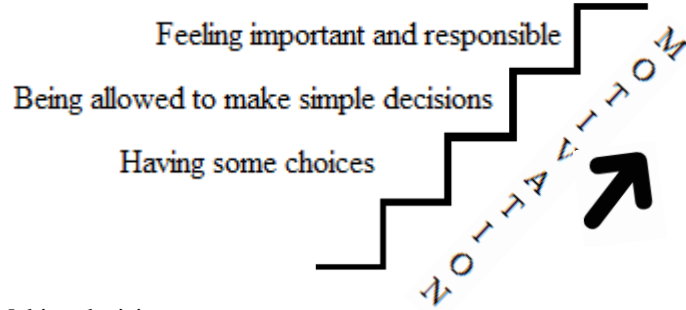 Feeling important and responsible
Being allowed to make simple decisions
Having some choices
MOTIVATION